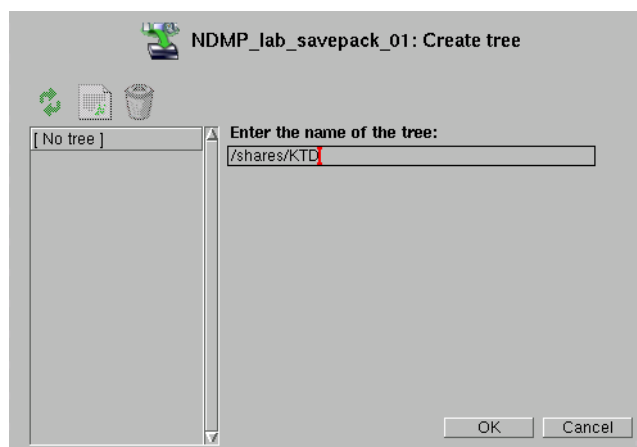 NDMP_lab_savepack_01: Create tree
[ No tree ]
Enter the name of the tree:
/shares/KTD
OK
Cancel